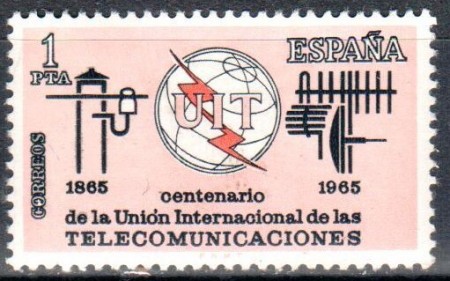 1 ESPAÑA
PTA
UIT
CORREOS
1865 centenario 1965
de la Unión Internacional de las
TELECOMUNICACIONES